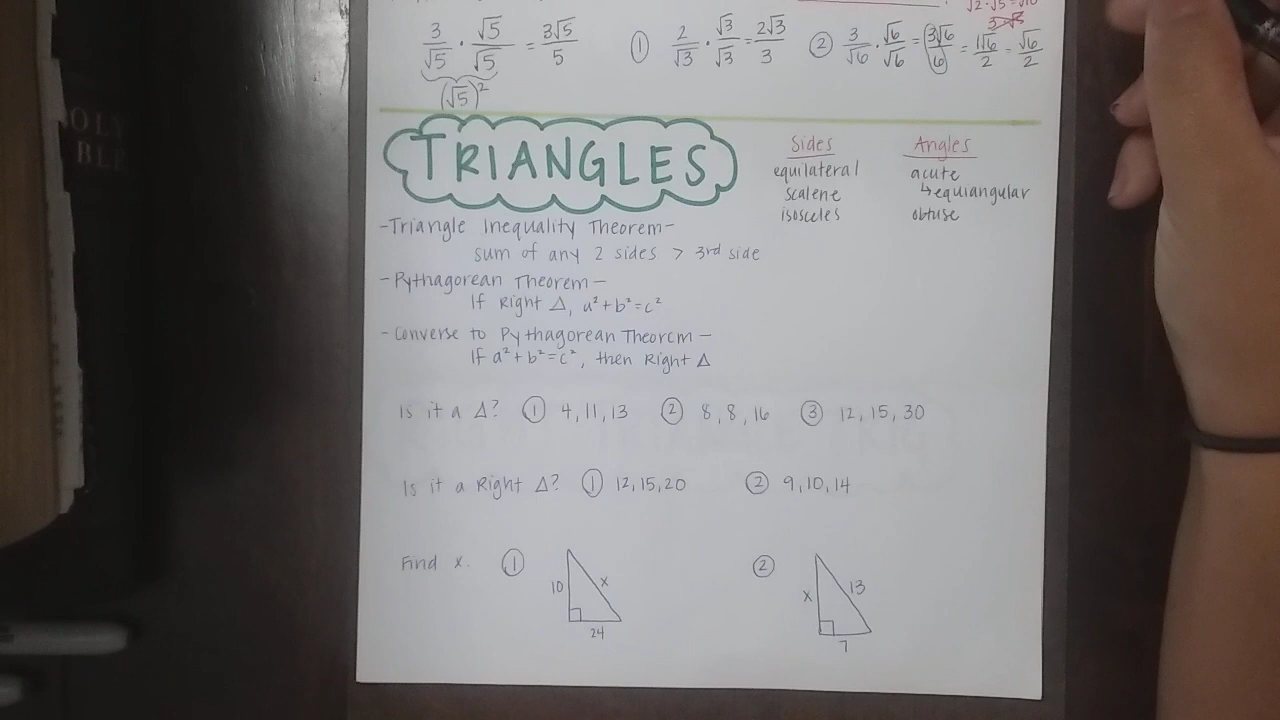 √2·√5=√10
3/√5 · √5/√5 = 3√5/5 ① 2/√3 · √3/√3 = 2√3/3 ② 3/√6 · √6/√6 = 3√6/6 = 1√6/2 = √6/2
(√5)²
TRIANGLES
Sides
equilateral
scalene
isosceles
Angles
acute
↳equiangular
obtuse
-Triangle Inequality Theorem-
sum of any 2 sides > 3rd side
-Pythagorean Theorem-
If Right Δ, a²+b²=c²
-Converse to Pythagorean Theorem-
If a²+b²=c², then Right Δ
Is it a Δ? ① 4, 11, 13 ② 8, 8, 16 ③ 12, 15, 30
Is it a Right Δ? ① 12, 15, 20 ② 9, 10, 14
Find x. ① ②
10 x
24
x 13
7